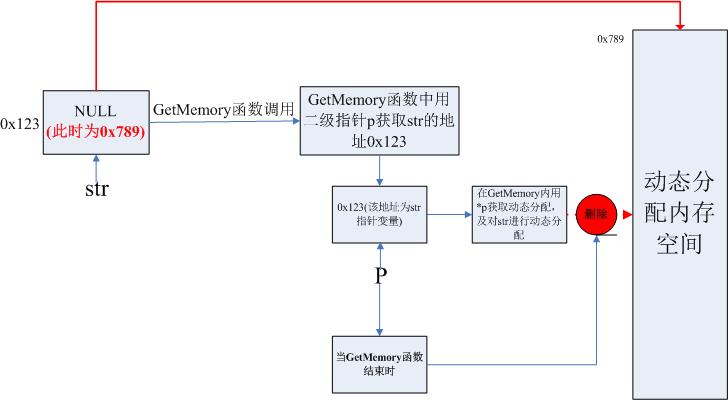 0x789
NULL
(此时为0x789)
0x123
GetMemory函数调用
GetMemory函数中用
二级指针p获取str的地
址0x123
str
0x123(该地址为str
指针变量)
在GetMemory内用
*p获取动态分配,
及对str进行动态分
配
删除
动态分
配内存
空间
P
当GetMemory函数
结束时